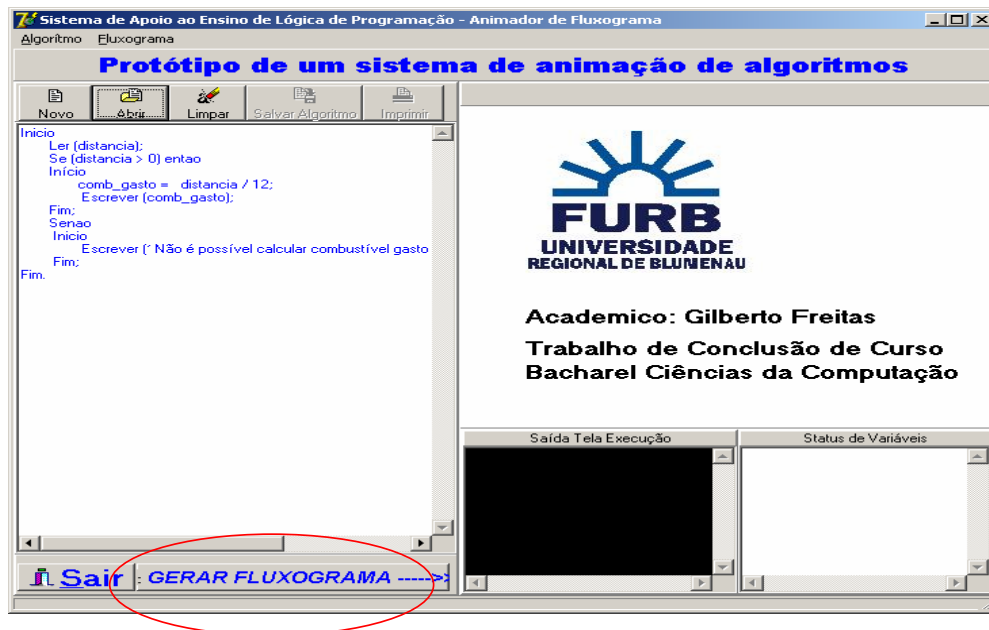 Sistema de Apoio ao Ensino de Lógica de Programação - Animador de Fluxograma
Algorítmo Fluxograma
Protótipo de um sistema de animação de algoritmos
Novo Abrir Limpar Salvar Algoritmo Imprimir
Inicio
Ler (distancia);
Se (distancia > 0) entao
Início
comb_gasto = distancia / 12;
Escrever (comb_gasto);
Fim;
Senao
Inicio
Escrever (' Não é possível calcular combustível gasto
Fim;
Fim.
FURB
UNIVERSIDADE
REGIONAL DE BLUMENAU
Academico: Gilberto Freitas
Trabalho de Conclusão de Curso
Bacharel Ciências da Computação
Saída Tela Execução Status de Variáveis
Sair : GERAR FLUXOGRAMA ----->>